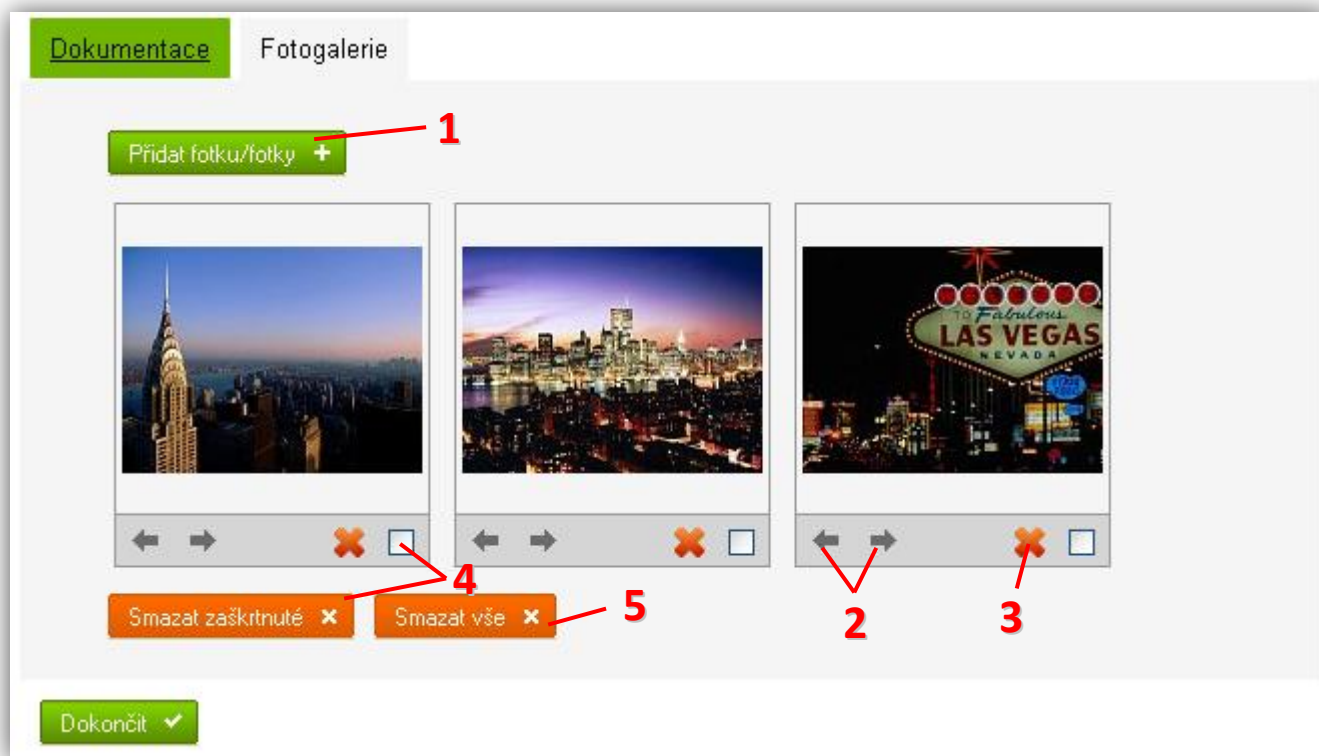 Dokumentace Fotogalerie
1
Přidat fotku/fotky
TO Fabulous
LAS VEGAS
NEVADA
4
2
3
Smazat zaškrtnuté
Smazat vše
5
Dokončit